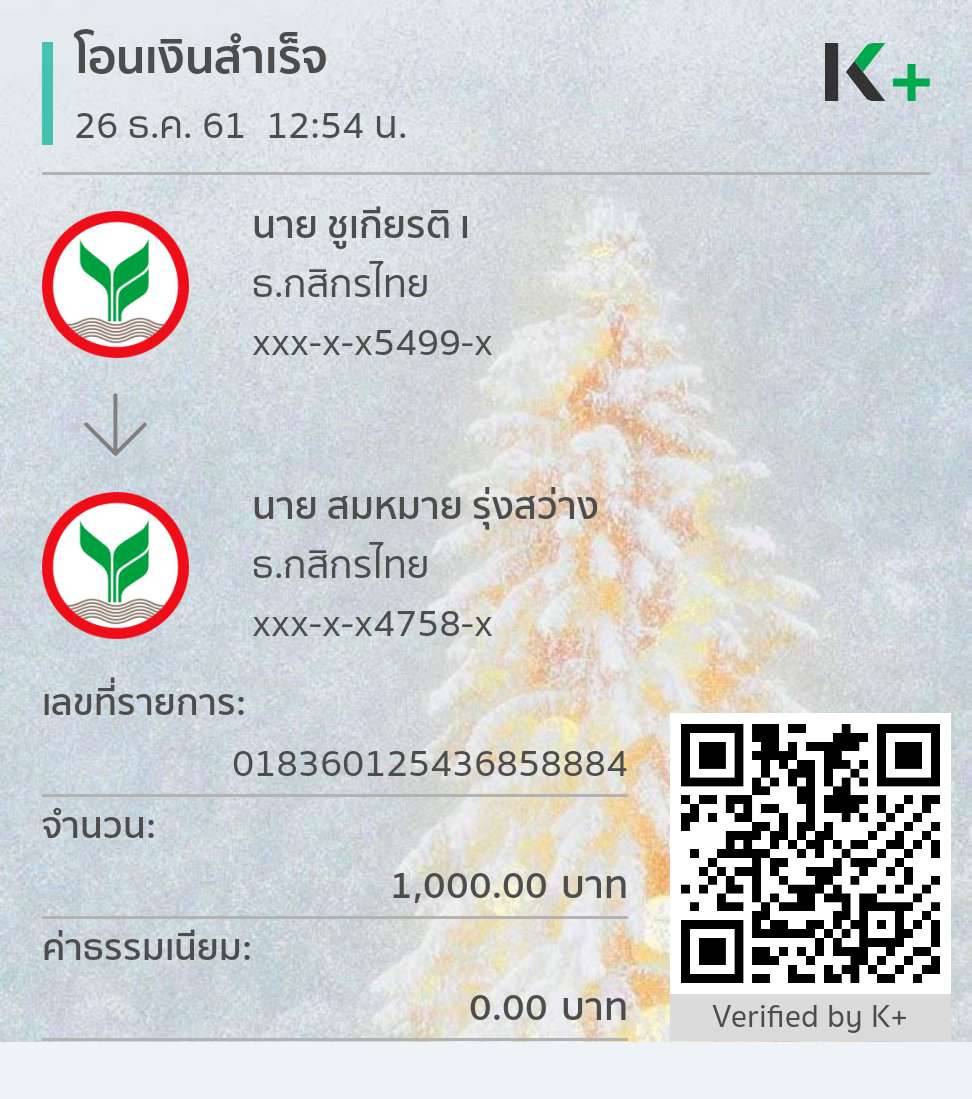 โอนเงินสำเร็จ
K+
26 ธ.ค. 61 12:54 น.
นาย ชูเกียรติ เ
ธ.กสิกรไทย
xxx-x-x5499-x
นาย สมหมาย รุ่งสว่าง
ธ.กสิกรไทย
xxx-x-x4758-x
เลขที่รายการ:
018360125436858884
จำนวน:
1,000.00 บาท
ค่าธรรมเนียม:
0.00 บาท
Verified by K+